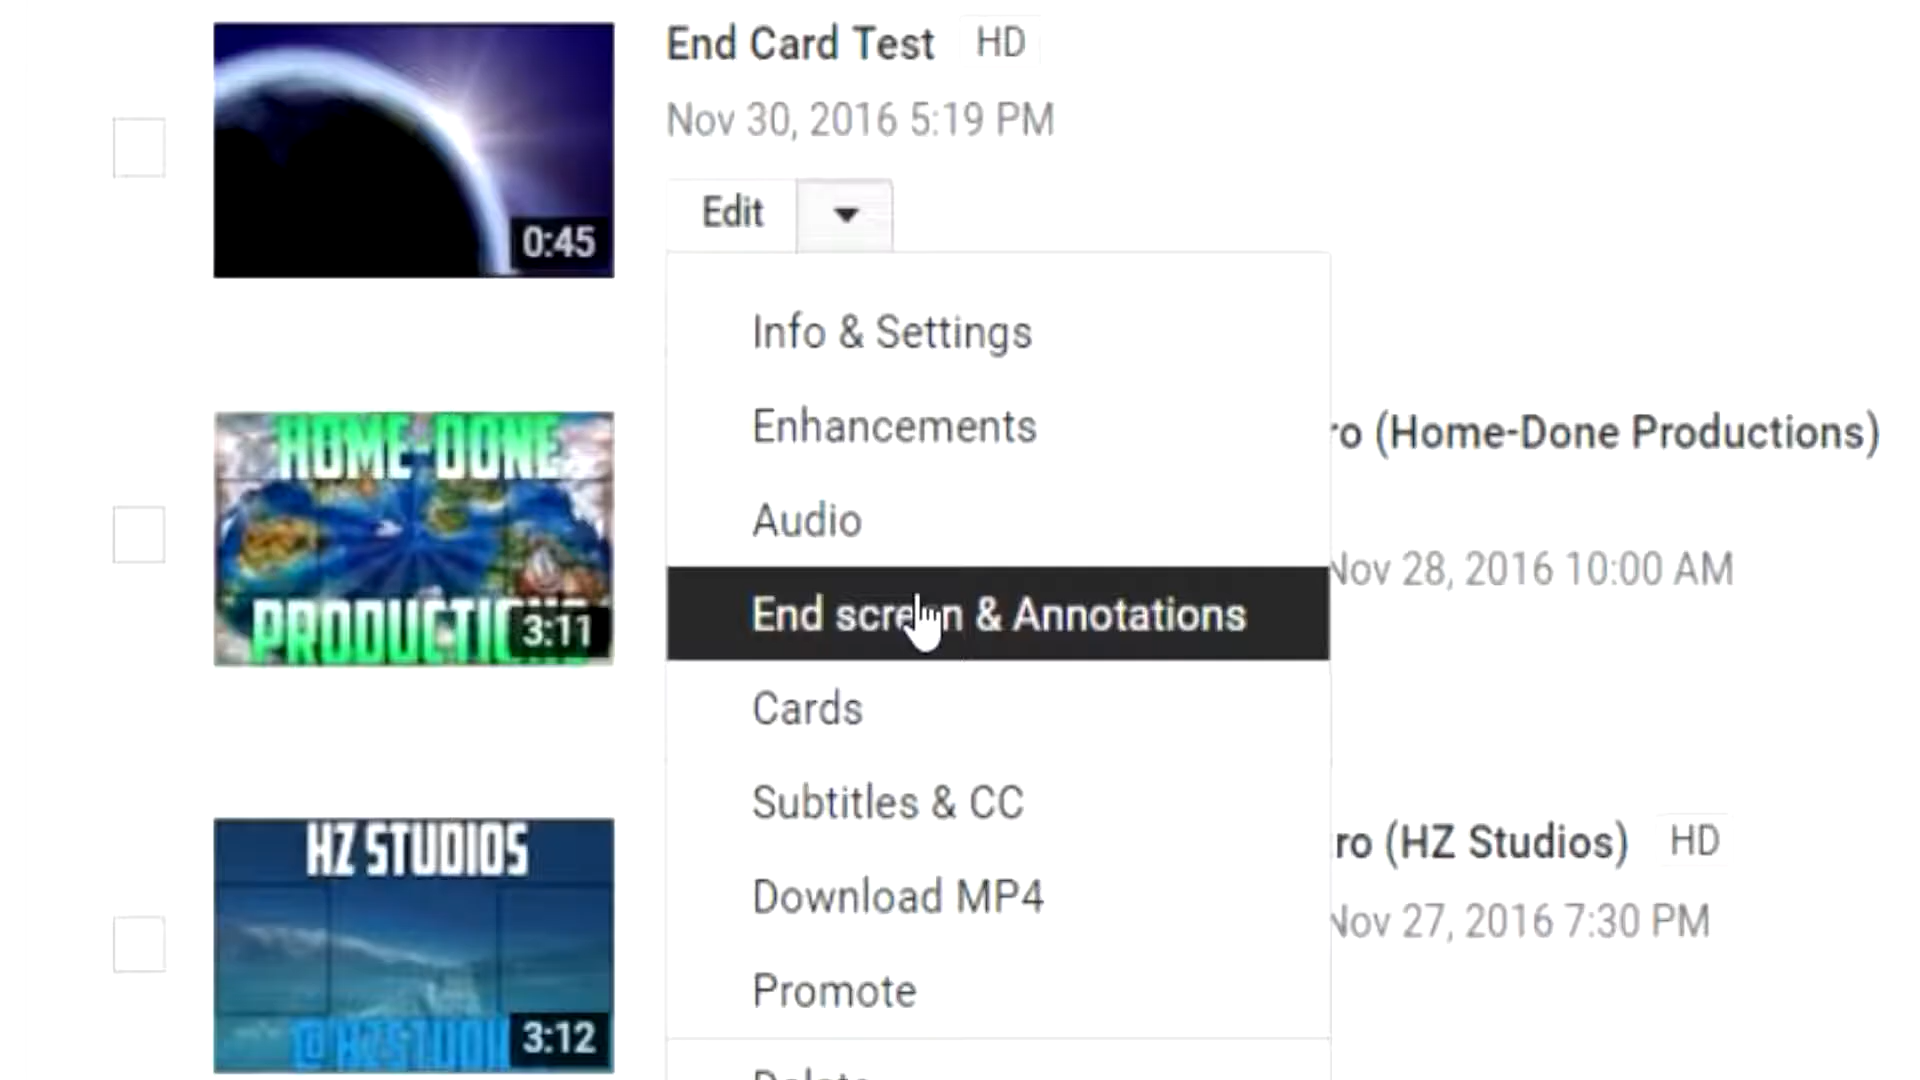 End Card Test HD
Nov 30, 2016 5:19 PM
0:45
Edit
Info & Settings
Enhancements
Audio
End screen & Annotations
Cards
Subtitles & CC
Download MP4
Promote
HOME-DONE
PRODUCTIONS
3:11
ro (Home-Done Productions)
Nov 28, 2016 10:00 AM
HZ STUDIOS
3:12
ro (HZ Studios) HD
Nov 27, 2016 7:30 PM